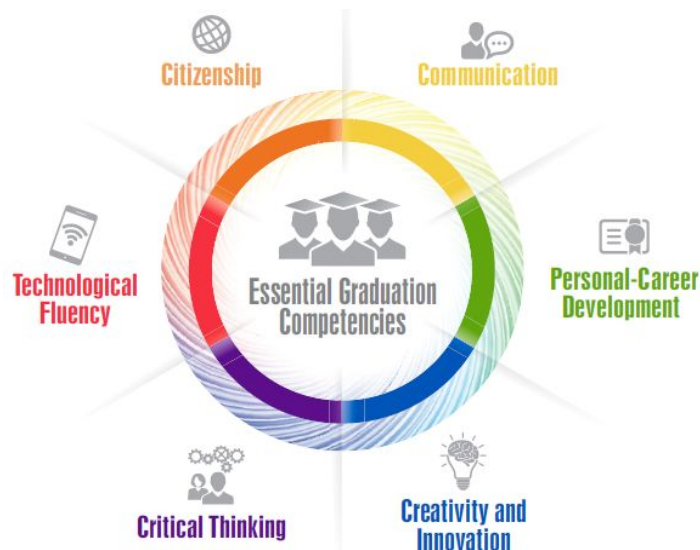 Citizenship
Communication
Technological
Fluency
Essential Graduation
Competencies
Personal-Career
Development
Critical Thinking
Creativity and
Innovation